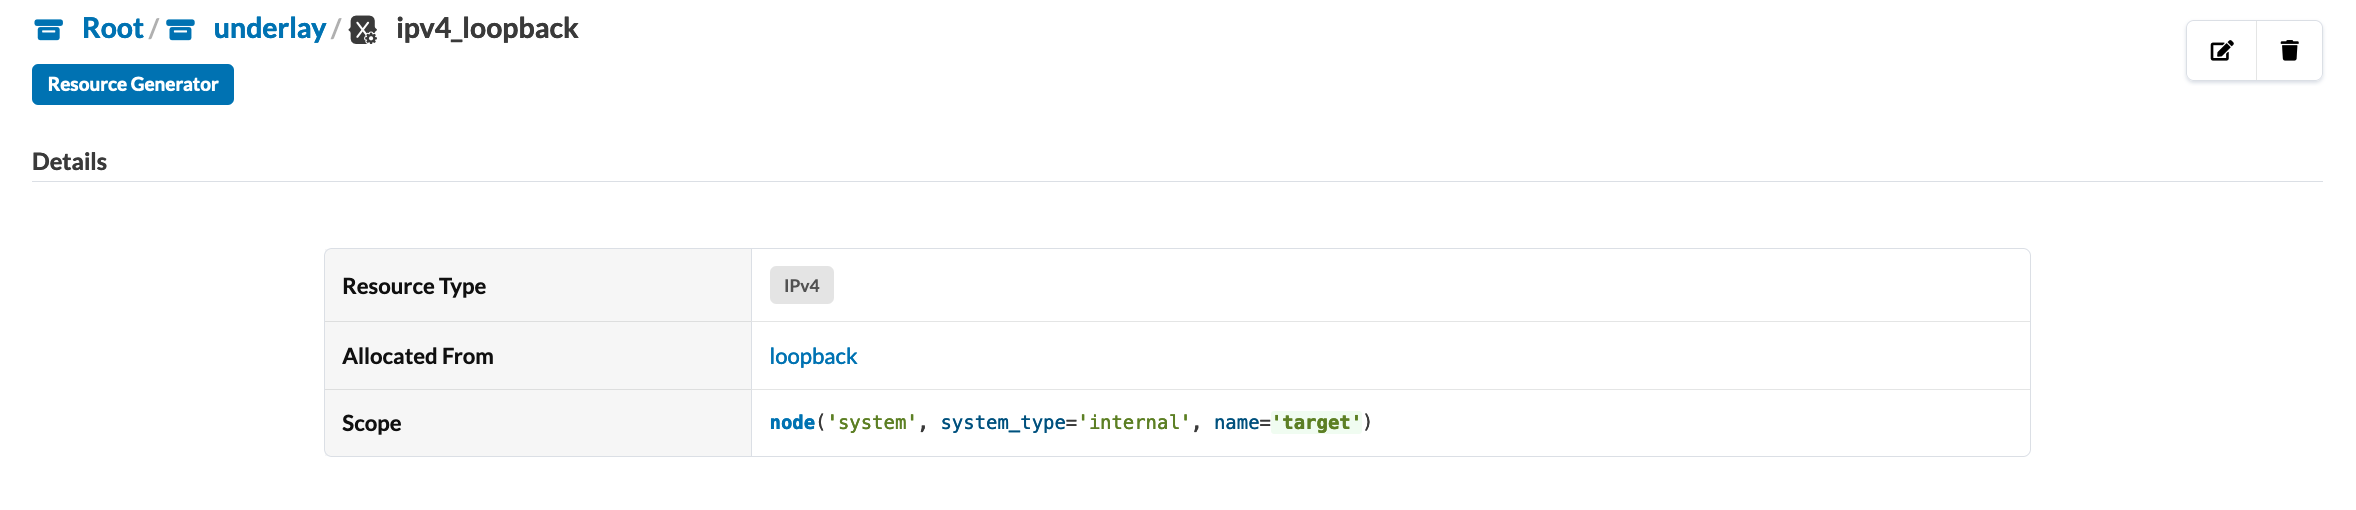 Root / underlay / ipv4_loopback
Resource Generator
Details
Resource Type IPv4
Allocated From loopback
Scope node('system', system_type='internal', name='target')